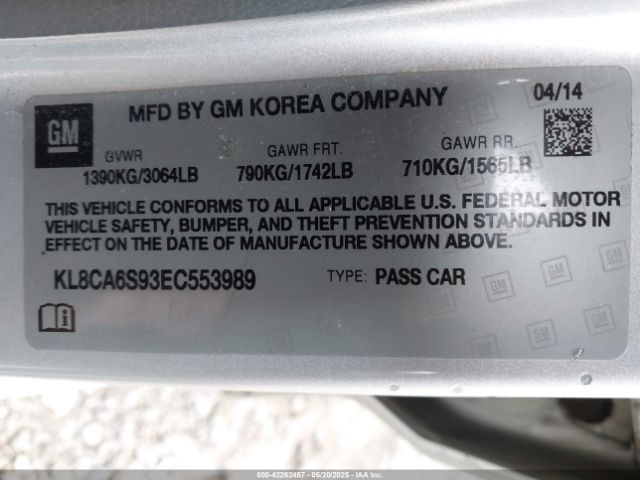 GM
MFD BY GM KOREA COMPANY
04/14
GVWR
GAWR FRT.
GAWR RR.
1390KG/3064LB
790KG/1742LB
710KG/1565LB
THIS VEHICLE CONFORMS TO ALL APPLICABLE U.S. FEDERAL MOTOR
VEHICLE SAFETY, BUMPER, AND THEFT PREVENTION STANDARDS IN
EFFECT ON THE DATE OF MANUFACTURE SHOWN ABOVE.
KL8CA6S93EC553989
TYPE: PASS CAR
000-42262457 - 05/20/2025 - COPYRIGHT IAA, LLC.